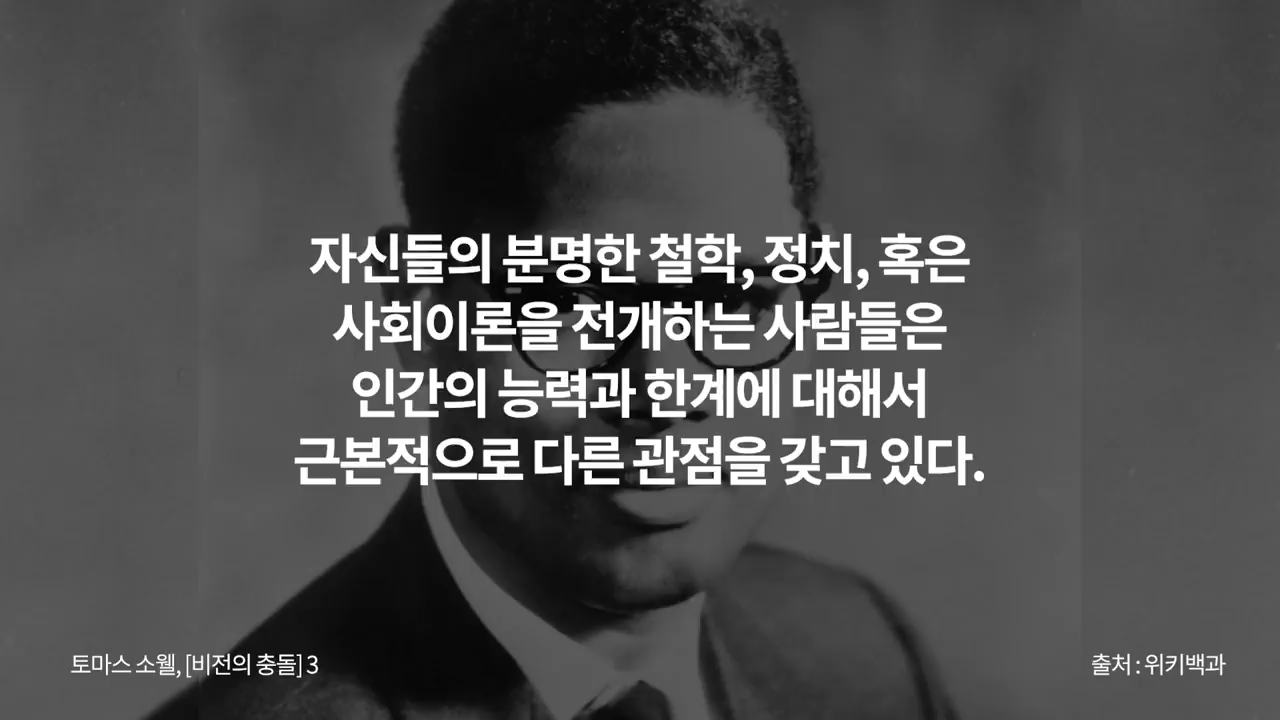 자신들의 분명한 철학, 정치, 혹은
사회이론을 전개하는 사람들은
인간의 능력과 한계에 대해서
근본적으로 다른 관점을 갖고 있다.
토마스 소웰, [비전의 충돌] 3
출처 : 위키백과